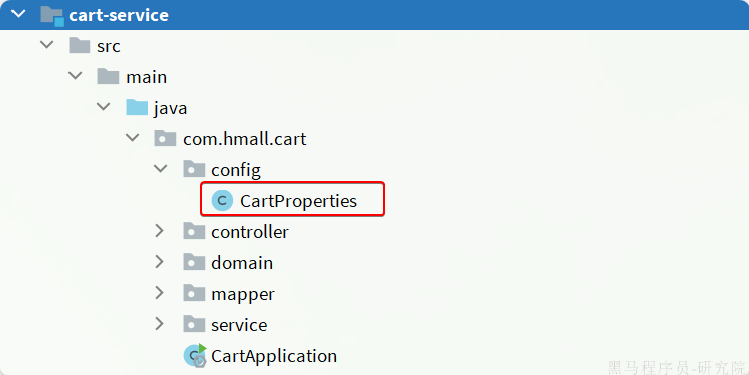 cart-service
src
main
java
com.hmall.cart
config
CartProperties
controller
domain
mapper
service
CartApplication
黑马程序员-研究院